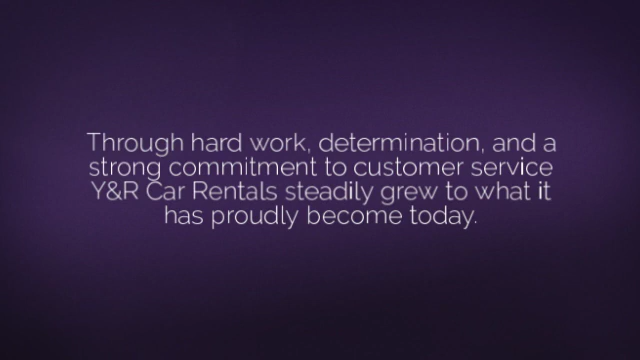 Through hard work, determination, and a
strong commitment to customer service
Y&R Car Rentals steadily grew to what it
has proudly become today.